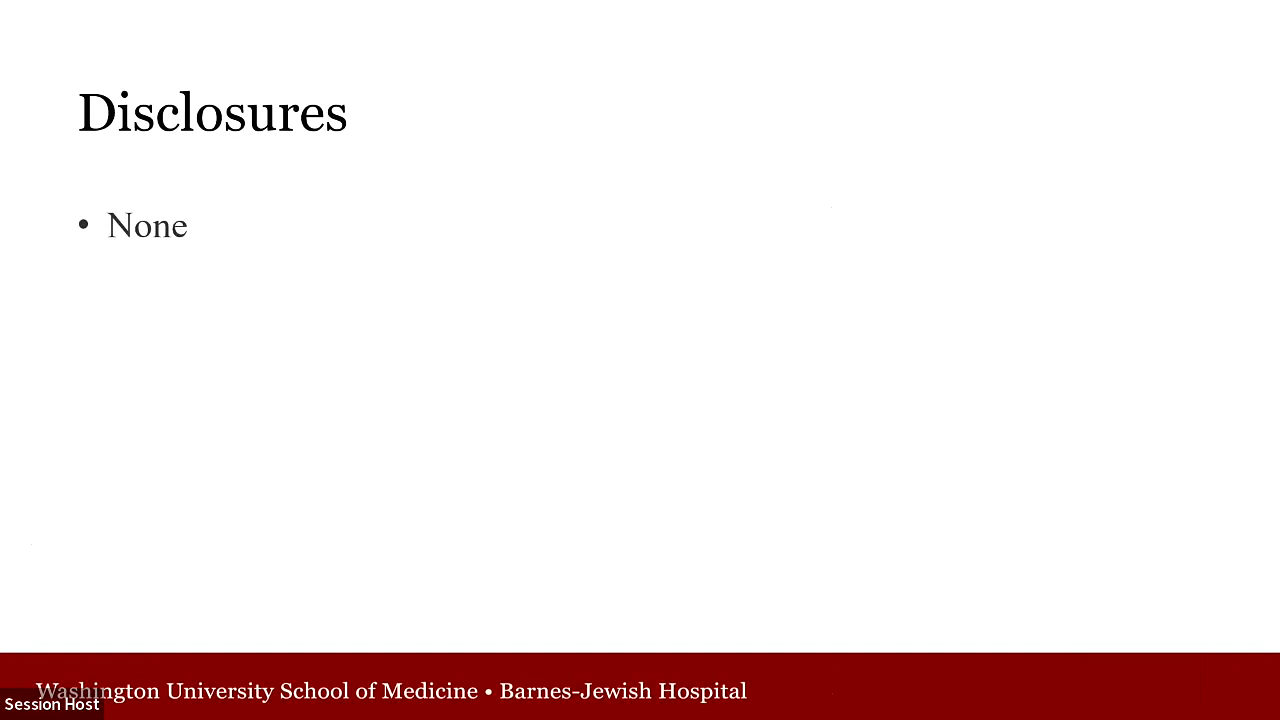 Disclosures
• None
Washington University School of Medicine • Barnes-Jewish Hospital
Session Host